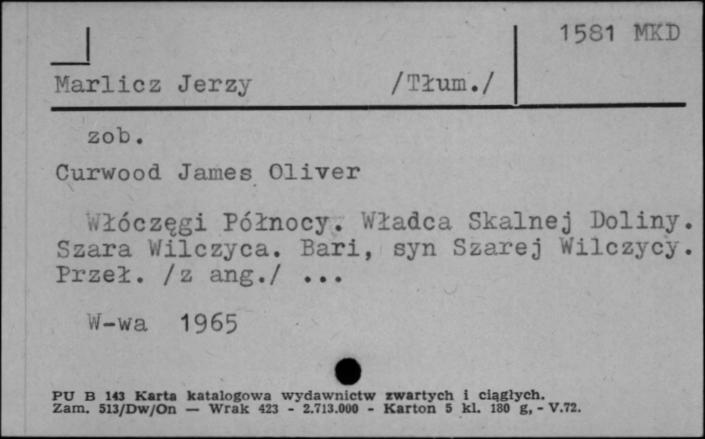 1581 MKD
Marlicz Jerzy /Tłum./
zob.
Curwood James Oliver
Włóczęgi Północy. Władca Skalnej Doliny.
Szara Wilczyca. Bari, syn Szarej Wilczycy.
Przeł. /z ang./ ...
W-wa 1965
PU B 143 Karta katalogowa wydawnictw zwartych i ciągłych.
Zam. 513/Dw/On — Wrak 423 - 2.713.000 - Karton 5 kl. 180 g, - V.72.